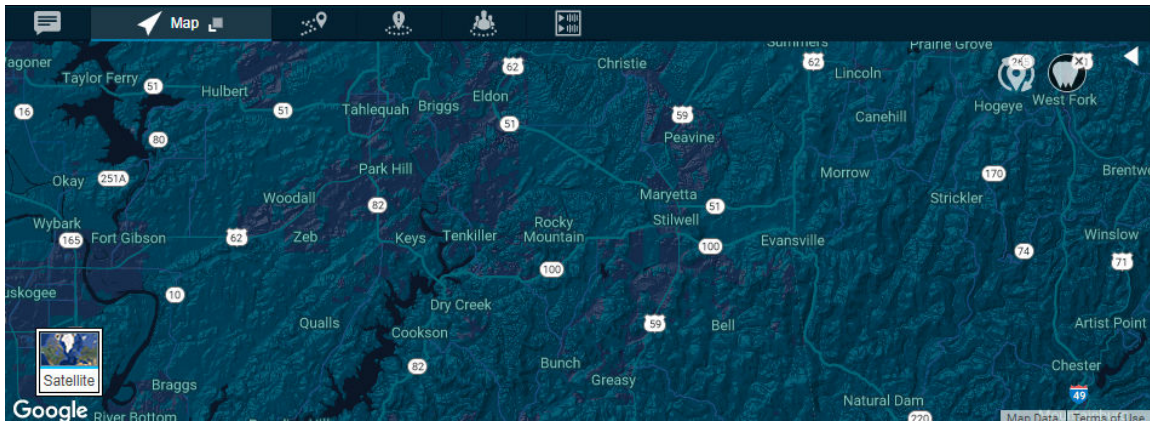 Map
Summers
Prairie Grove
agoner
Taylor Ferry
51
Hulbert
16
51
Tahlequah
Briggs
Eldon
62
51
Christie
59
Peavine
62
Lincoln
Canehill
265
Hogeye
West Fork
80
Okay
251A
Woodall
Park Hill
82
Maryetta
51
Stilwell
Morrow
170
Strickler
Brentwo
Wybark
165
Fort Gibson
62
Zeb
Keys
Tenkiller
Rocky
Mountain
100
100
Evansville
74
Winslow
71
uskogee
10
Dry Creek
Qualls
Cookson
82
59
Bell
Artist Point
Bunch
Greasy
Chester
49
Satellite
Braggs
Google
River Bottom
Natural Dam
220
Map Data
Terms of Use